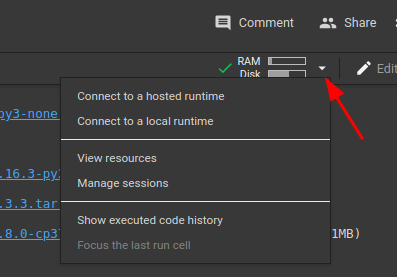 Comment Share
RAM
Disk
Edit
Connect to a hosted runtime
py3-none
Connect to a local runtime
View resources
.16.3-py
Manage sessions
.3.3.tar
Show executed code history
.8.0-cp37 1MB)
Focus the last run cell